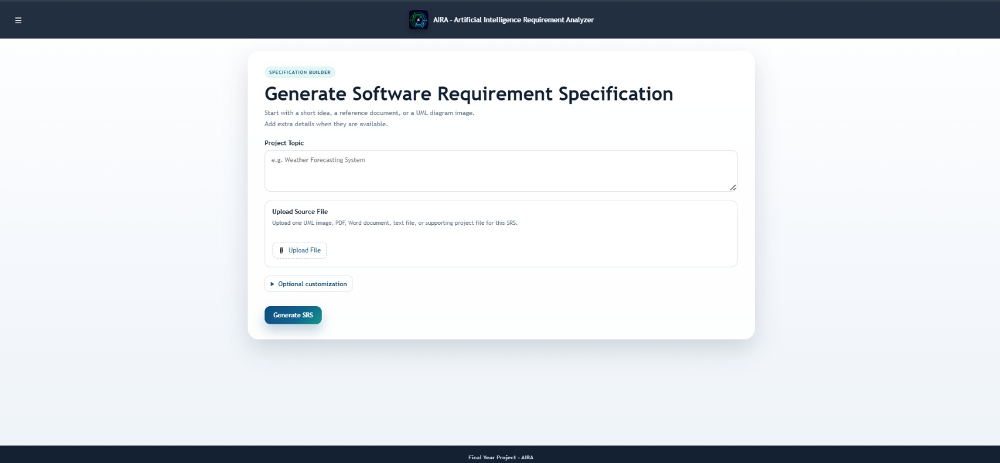 AIRA - Artificial Intelligence Requirement Analyzer
SPECIFICATION BUILDER
Generate Software Requirement Specification
Start with a short idea, a reference document, or a UML diagram image.
Add extra details when they are available.
Project Topic
e.g. Weather Forecasting System
Upload Source File
Upload one UML image, PDF, Word document, text file, or supporting project file for this SRS.
Upload File
Optional customization
Generate SRS
Final Year Project - AIRA